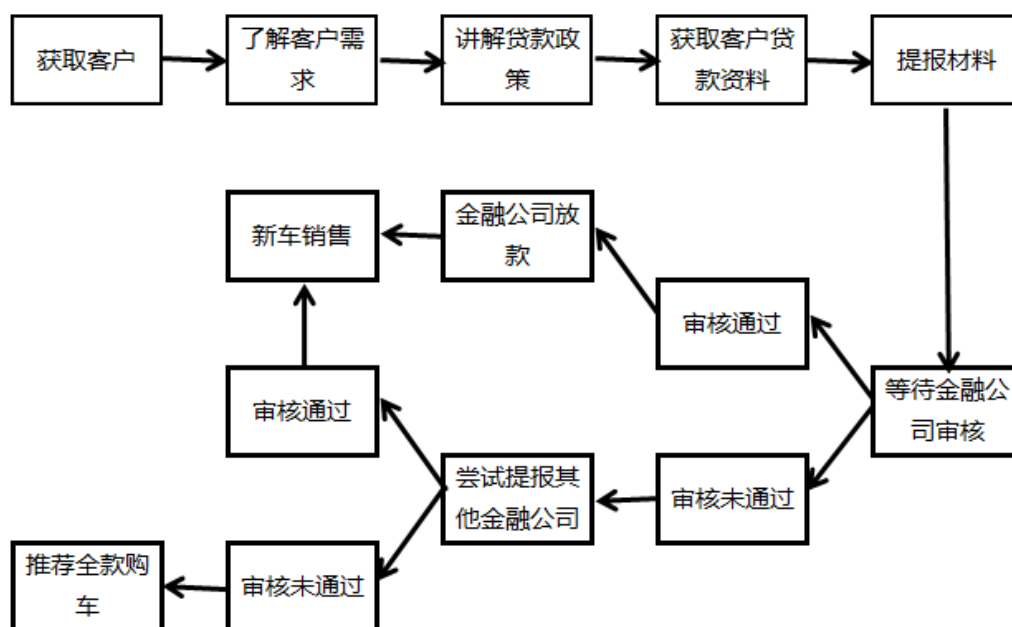 获取客户
了解客户需
求
讲解贷款政
策
获取客户贷
款资料
提报材料
新车销售
金融公司放
款
审核通过
审核通过
等待金融公
司审核
尝试提报其
他金融公司
审核未通过
推荐全款购
车
审核未通过